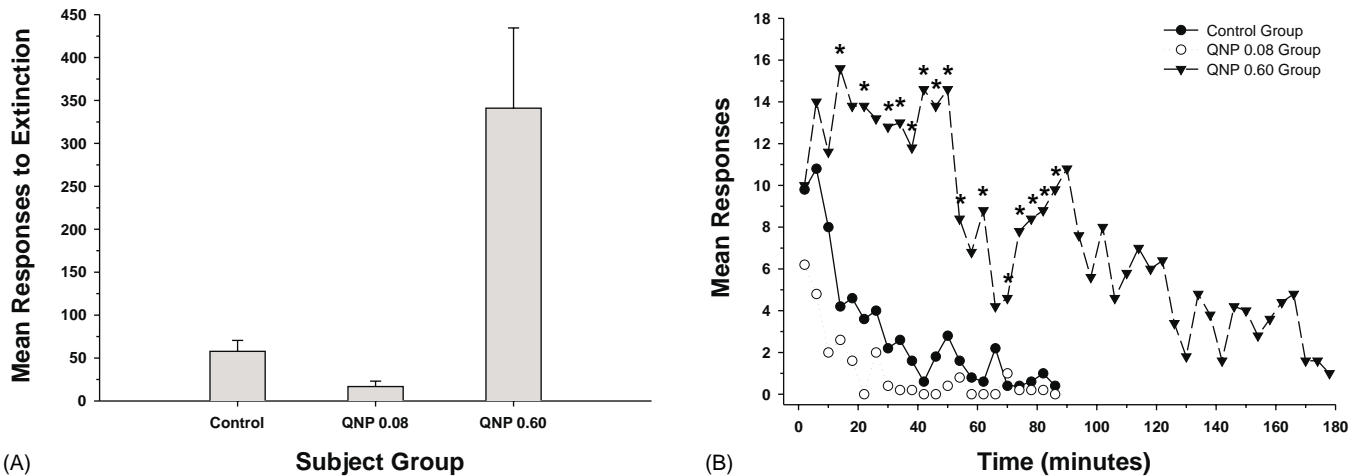 450
400
350
300
250
200
150
100
50
0
Mean Responses to Extinction
Control
QNP 0.08
QNP 0.60
Subject Group
(A)
18
16
14
12
10
8
6
4
2
0
Mean Responses
Control Group
QNP 0.08 Group
QNP 0.60 Group
* * * * * * * * * * * * * * * *
0 20 40 60 80 100 120 140 160 180
Time (minutes)
(B)